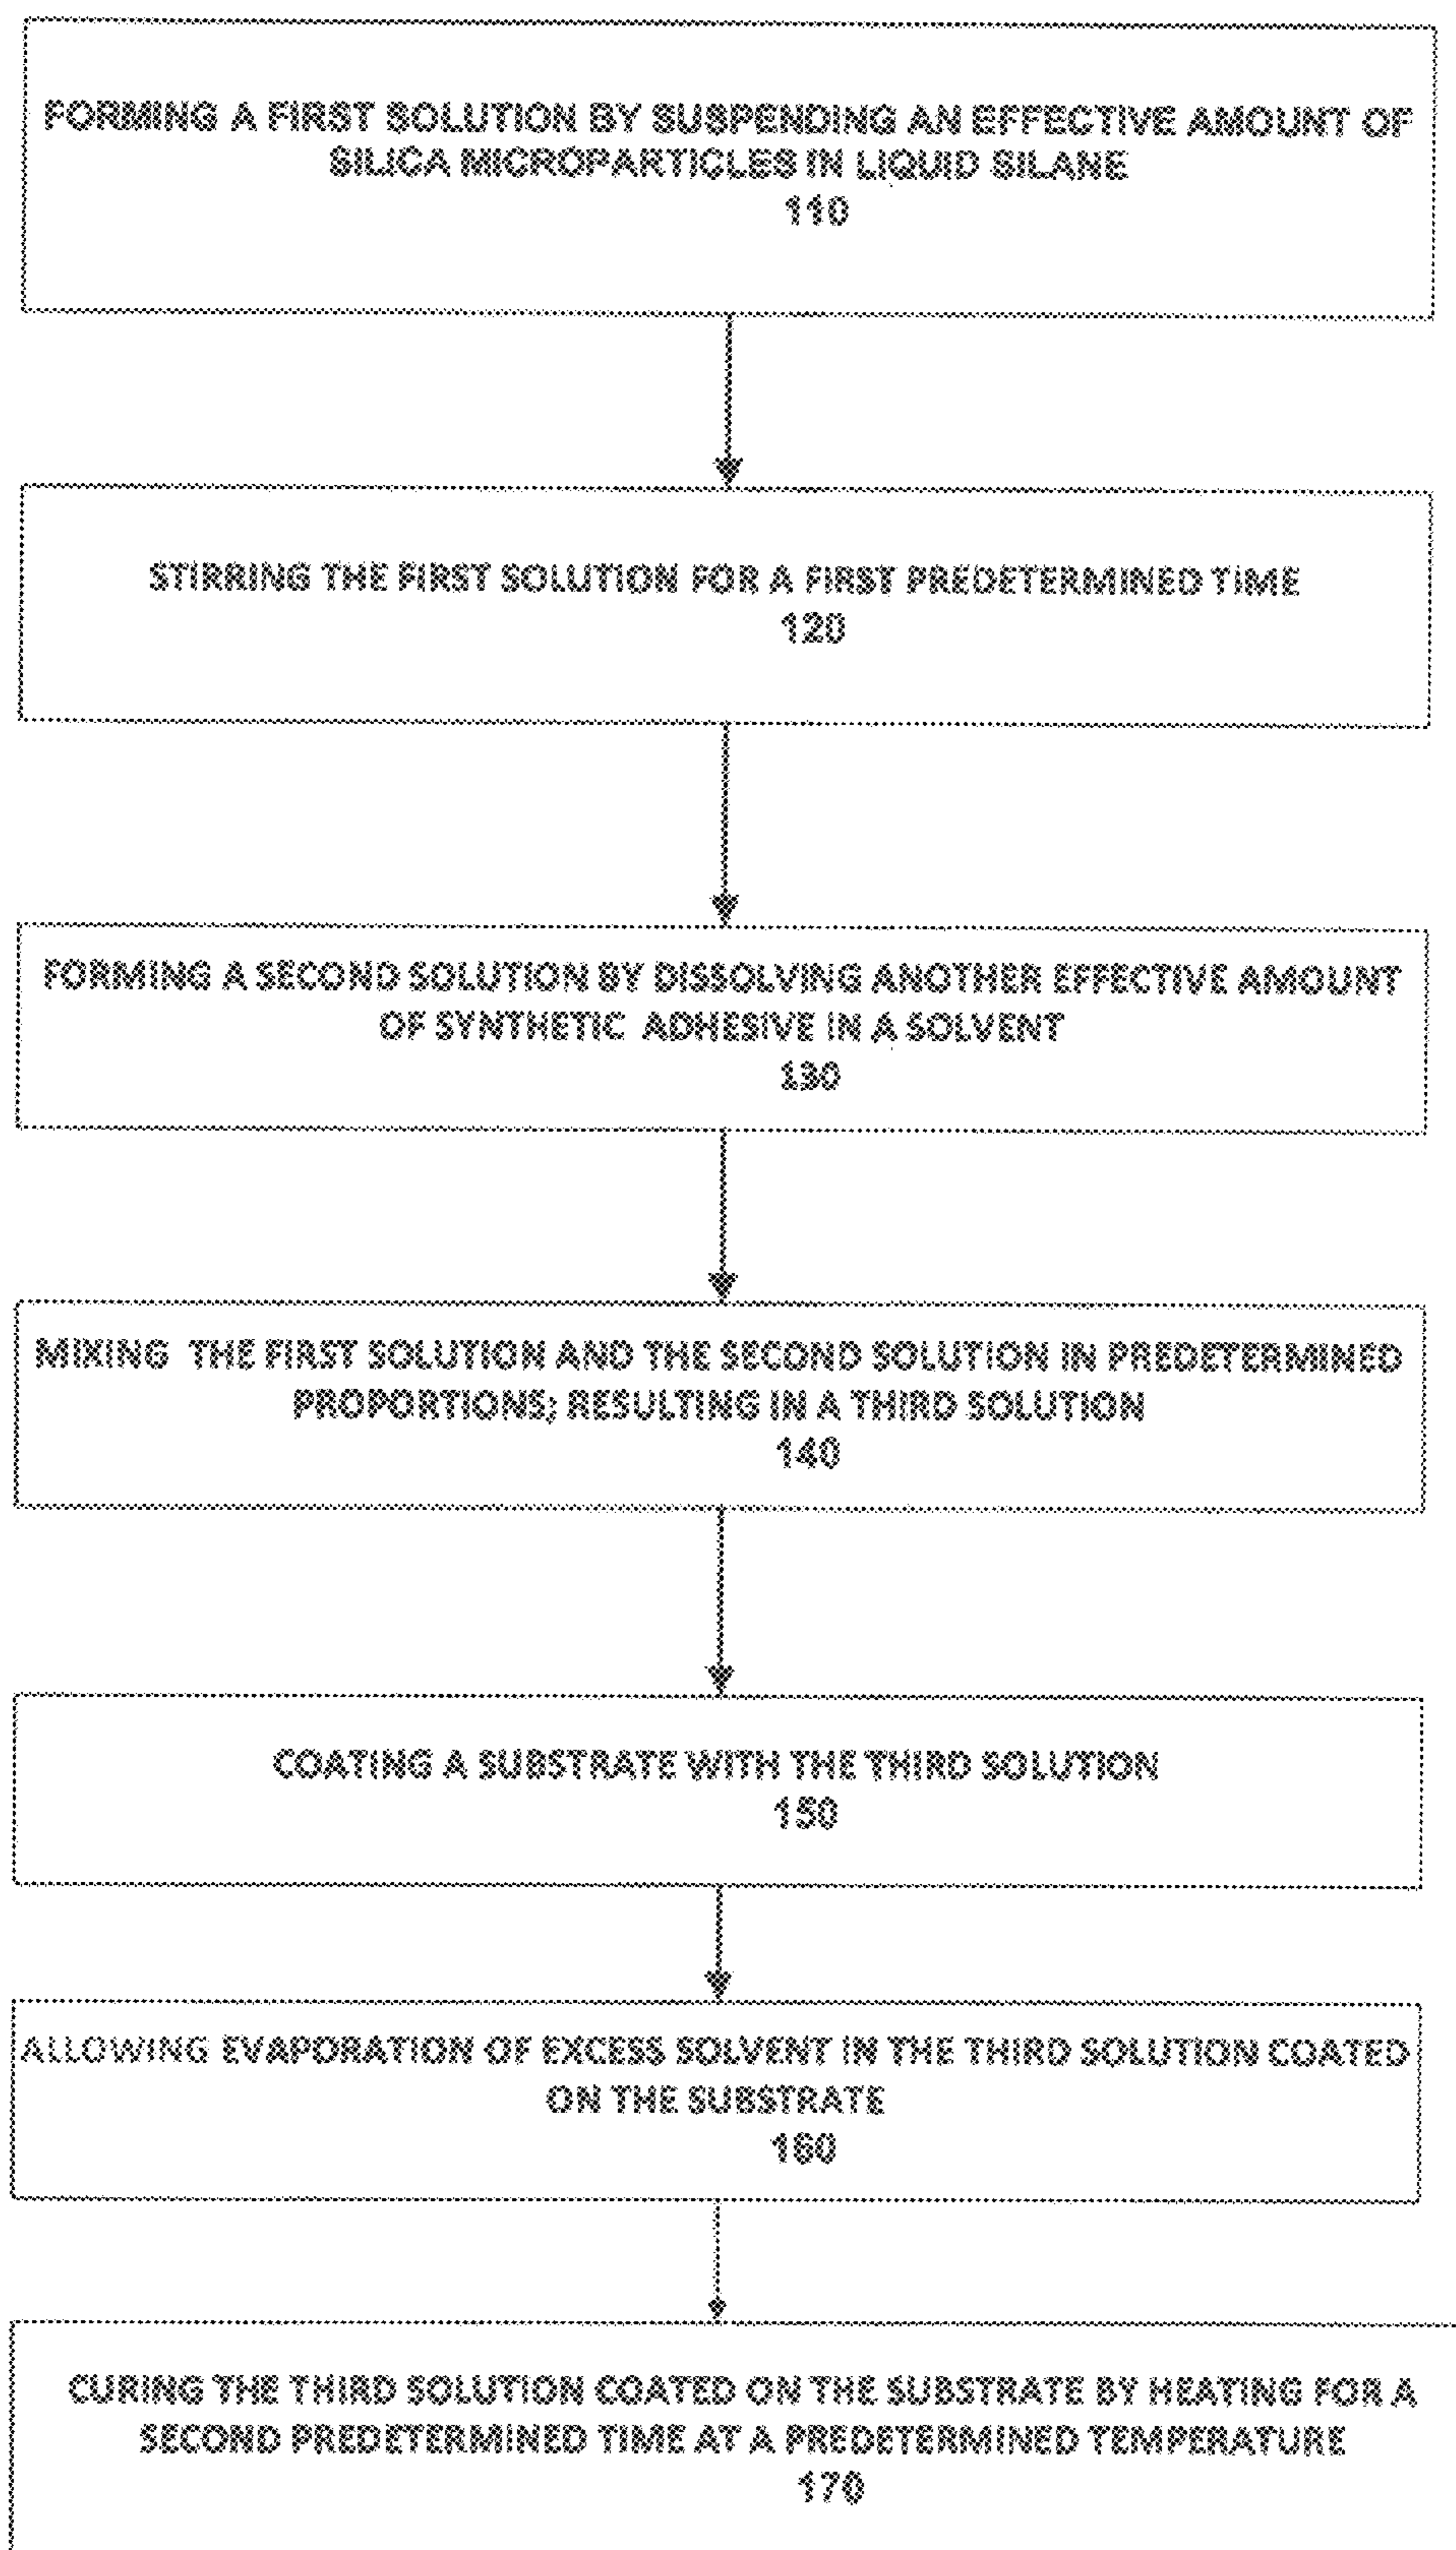 FORMING A FIRST SOLUTION BY SUSPENDING AN EFFECTIVE AMOUNT OF
SILICA MICROPARTICLES IN LIQUID SILANE
110
STIRRING THE FIRST SOLUTION FOR A FIRST PREDETERMINED TIME
120
FORMING A SECOND SOLUTION BY DISSOLVING ANOTHER EFFECTIVE AMOUNT
OF SYNTHETIC ADHESIVE IN A SOLVENT
130
MIXING THE FIRST SOLUTION AND THE SECOND SOLUTION IN PREDETERMINED
PROPORTIONS; RESULTING IN A THIRD SOLUTION
140
COATING A SUBSTRATE WITH THE THIRD SOLUTION
150
ALLOWING EVAPORATION OF EXCESS SOLVENT IN THE THIRD SOLUTION COATED
ON THE SUBSTRATE
160
CURING THE THIRD SOLUTION COATED ON THE SUBSTRATE BY HEATING FOR A
SECOND PREDETERMINED TIME AT A PREDETERMINED TEMPERATURE
170